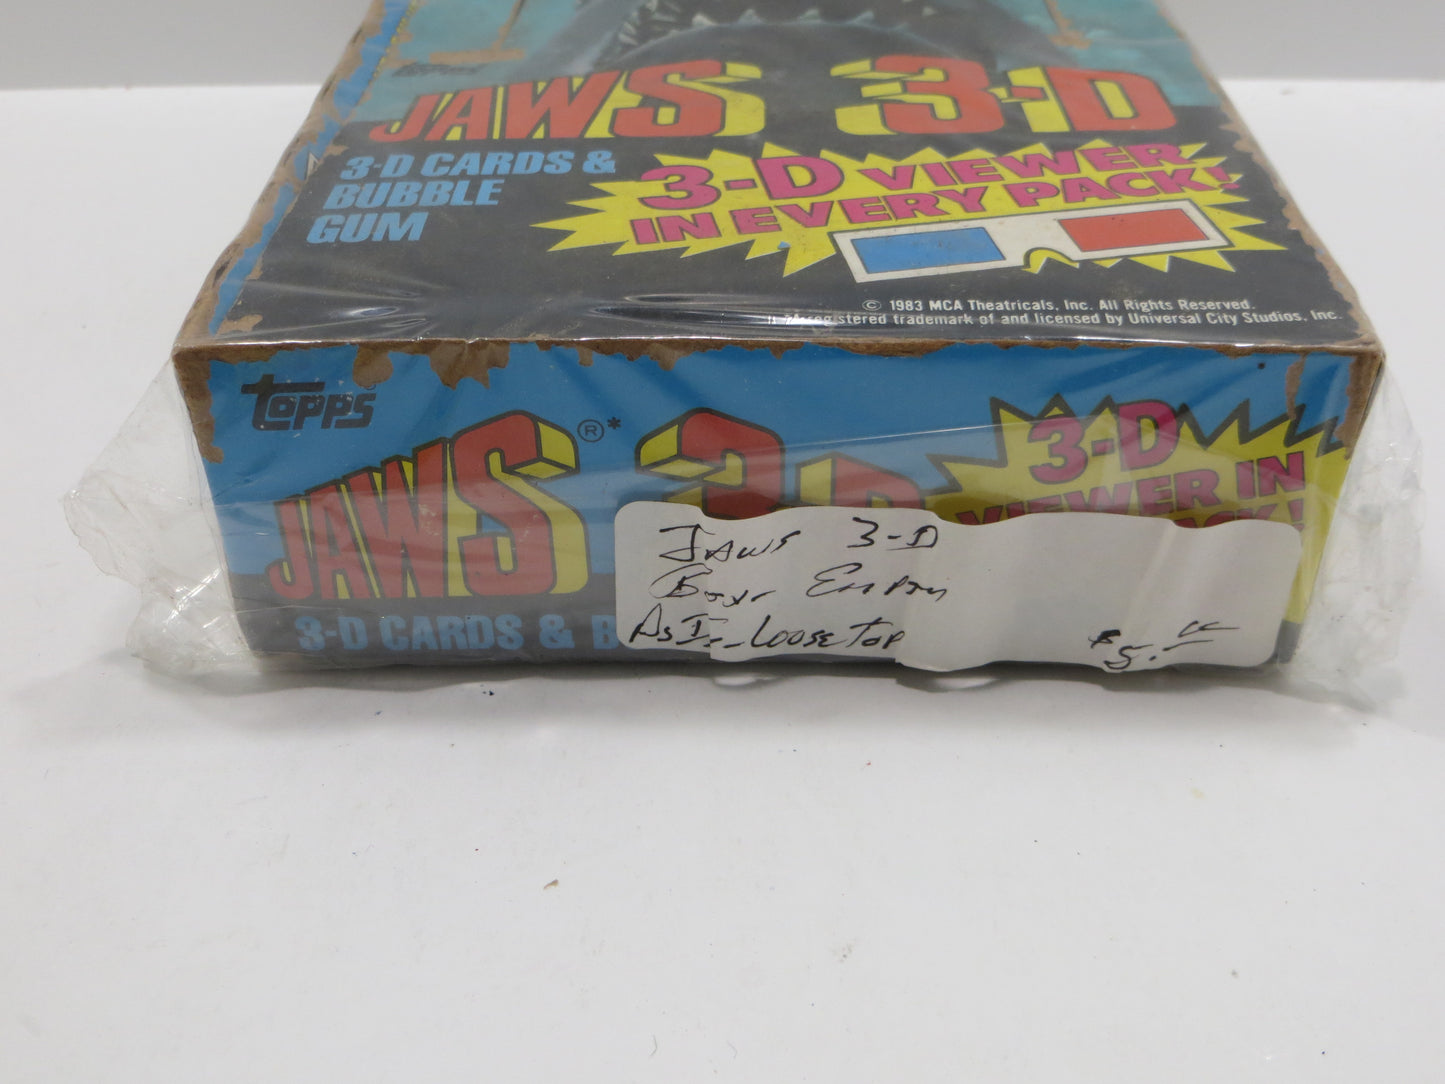 topps
JAWS 3-D
3-D CARDS &
BUBBLE
GUM
3-D VIEWER
IN EVERY PACK!
© 1983 MCA Theatricals, Inc. All Rights Reserved.
stered trademark of and licensed by Universal City Studios, Inc.
topps
JAWS ®* 3-D
3-D
VIEWER IN
3-D CARDS & B
JAWS 3-D
Box Empty
As Is Loose Top
$5.00